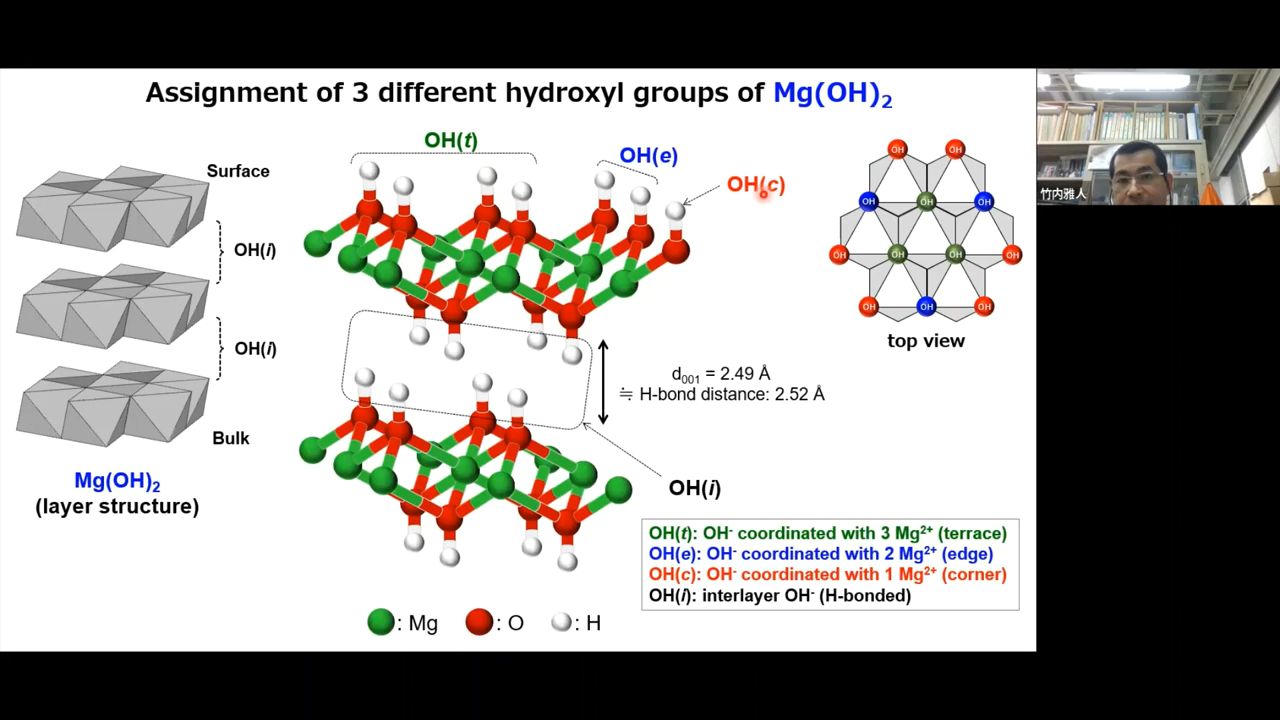 Assignment of 3 different hydroxyl groups of Mg(OH)₂
Surface
OH(i)
OH(i)
Bulk
Mg(OH)₂
(layer structure)
OH(t)
OH(e)
OH(c)
d₀₀₁ = 2.49 Å
≒ H-bond distance: 2.52 Å
OH(i)
: Mg
: O
: H
OH OH
OH OH OH
OH OH OH OH
OH OH OH
top view
OH(t): OH⁻ coordinated with 3 Mg²⁺ (terrace)
OH(e): OH⁻ coordinated with 2 Mg²⁺ (edge)
OH(c): OH⁻ coordinated with 1 Mg²⁺ (corner)
OH(i): interlayer OH⁻ (H-bonded)
竹内雅人